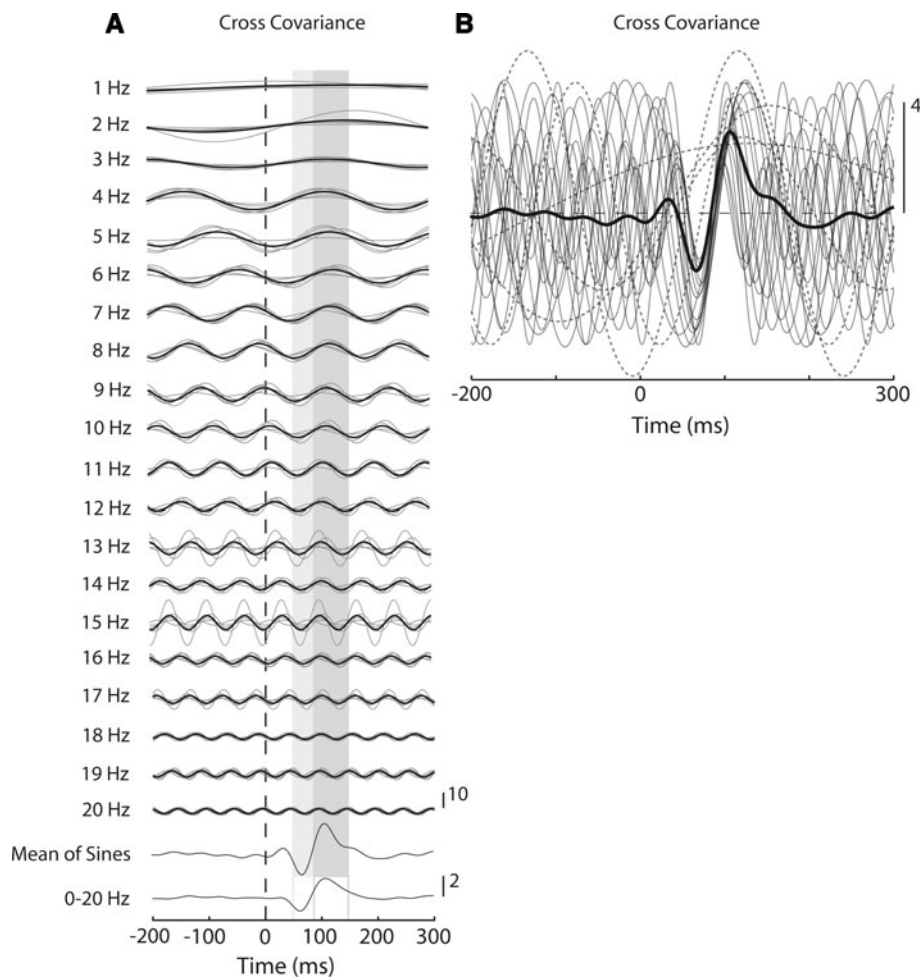 A
Cross Covariance
1 Hz
2 Hz
3 Hz
4 Hz
5 Hz
6 Hz
7 Hz
8 Hz
9 Hz
10 Hz
11 Hz
12 Hz
13 Hz
14 Hz
15 Hz
16 Hz
17 Hz
18 Hz
19 Hz
20 Hz
10
Mean of Sines
0-20 Hz
2
-200 -100 0 100 200 300
Time (ms)
B
Cross Covariance
4
-200 0 300
Time (ms)